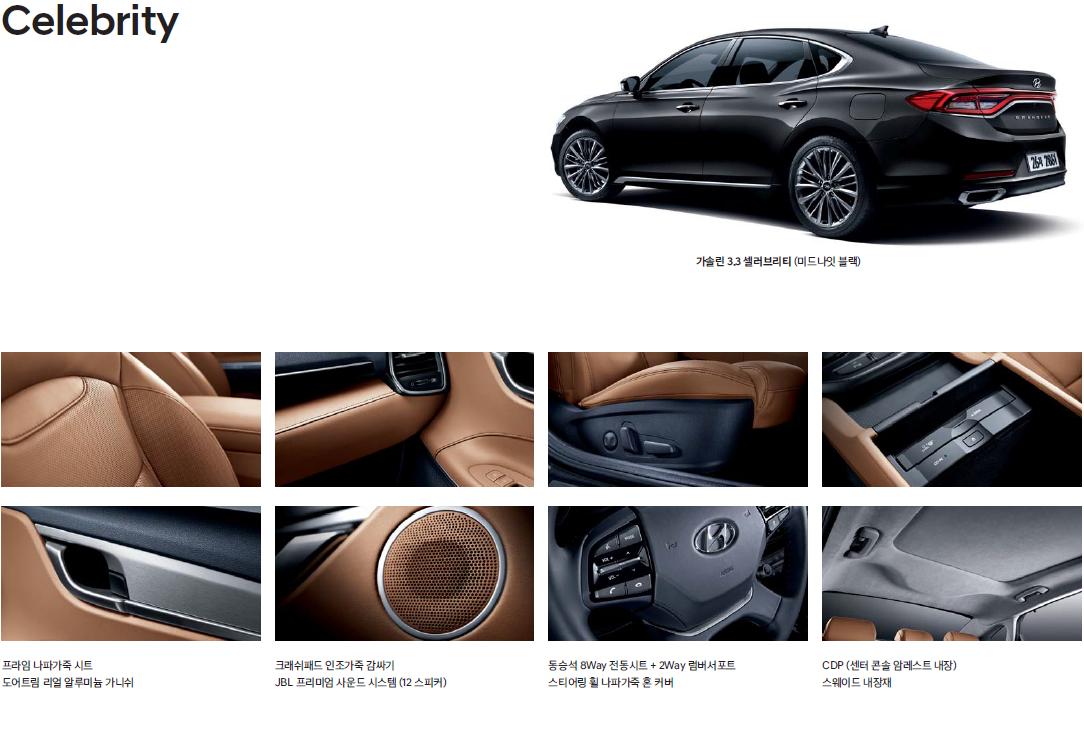 Celebrity
GRANDEUR
가솔린 3.3 셀러브리티 (미드나잇 블랙)
MODE
VOL +
VOL −
프라임 나파가죽 시트
도어트림 리얼 알루미늄 가니쉬
크래쉬패드 인조가죽 감싸기
JBL 프리미엄 사운드 시스템 (12 스피커)
동승석 8Way 전동시트 + 2Way 럼버서포트
스티어링 휠 나파가죽 혼 커버
CDP (센터 콘솔 암레스트 내장)
스웨이드 내장재